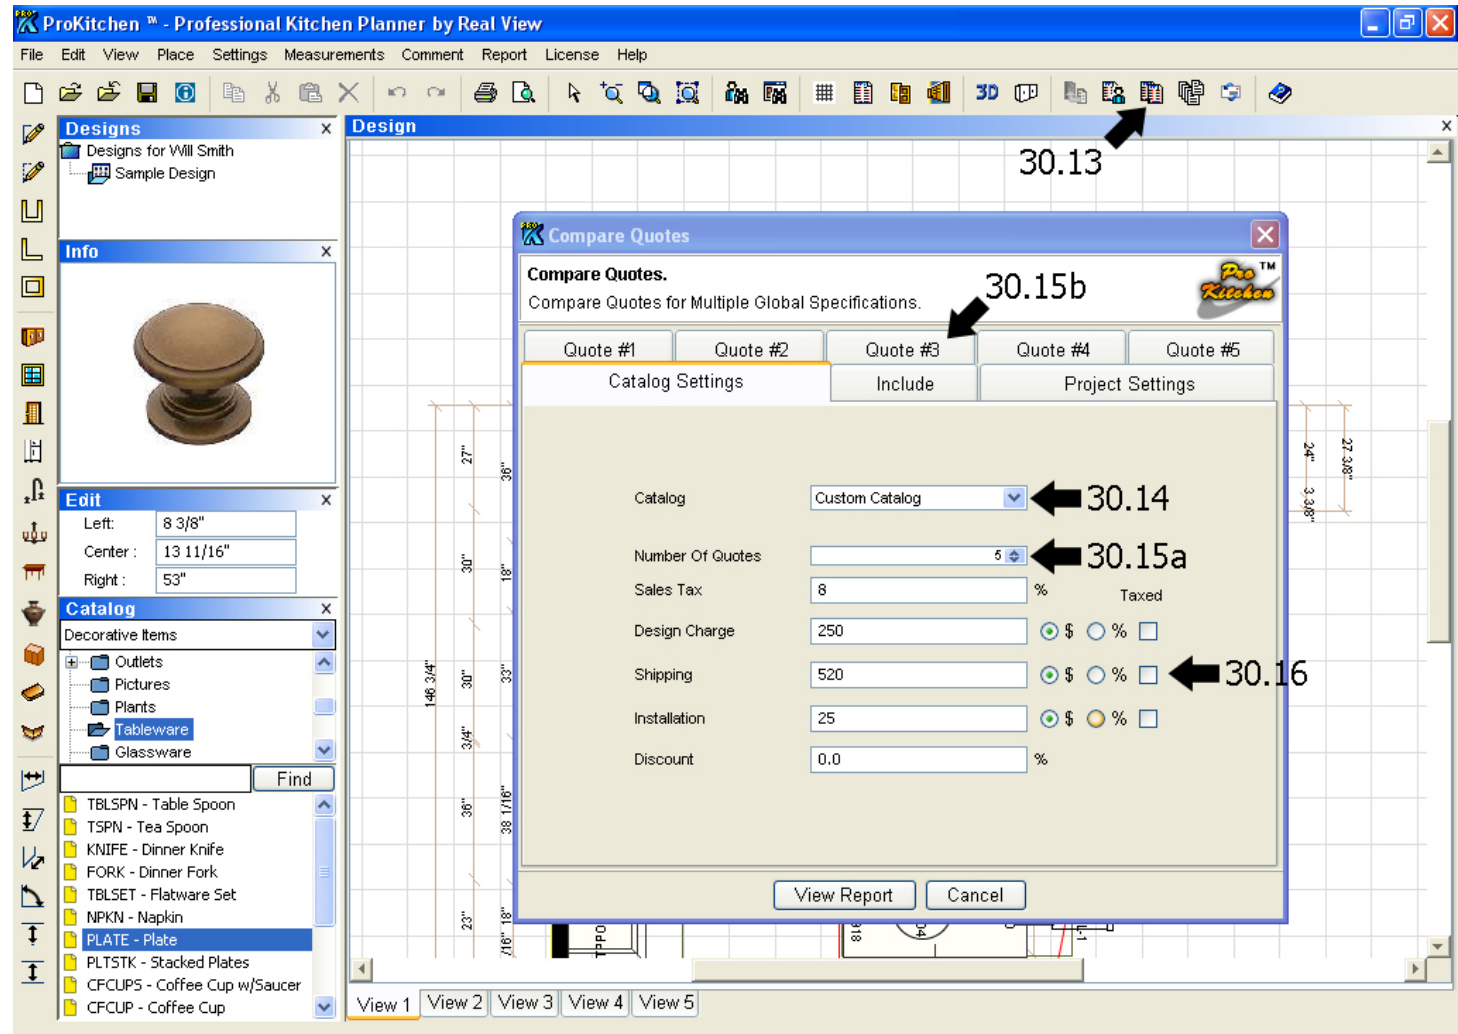 ProKitchen ™ - Professional Kitchen Planner by Real View
File Edit View Place Settings Measurements Comment Report License Help
3D
Designs x
Designs for Will Smith
Sample Design
Info x
Edit x
Left: 8 3/8"
Center : 13 11/16"
Right : 53"
Catalog x
Decorative Items
Outlets
Pictures
Plants
Tableware
Glassware
Find
TBLSPN - Table Spoon
TSPN - Tea Spoon
KNIFE - Dinner Knife
FORK - Dinner Fork
TBLSET - Flatware Set
NPKN - Napkin
PLATE - Plate
PLTSTK - Stacked Plates
CFCUPS - Coffee Cup w/Saucer
CFCUP - Coffee Cup
Design x
30.13
Compare Quotes
Compare Quotes.
Compare Quotes for Multiple Global Specifications.
30.15b
Pro Kitchen ™
Quote #1 Quote #2 Quote #3 Quote #4 Quote #5
Catalog Settings Include Project Settings
Catalog Custom Catalog 30.14
Number Of Quotes 5 30.15a
Sales Tax 8 % Taxed
Design Charge 250 $ %
Shipping 520 $ % 30.16
Installation 25 $ %
Discount 0.0 %
View Report Cancel
146 3/4"
27"
30"
30"
3/4"
36"
23"
36"
18"
33"
38 1/16"
18"
/16"
24"
3 3/8"
27 3/8"
View 1 View 2 View 3 View 4 View 5